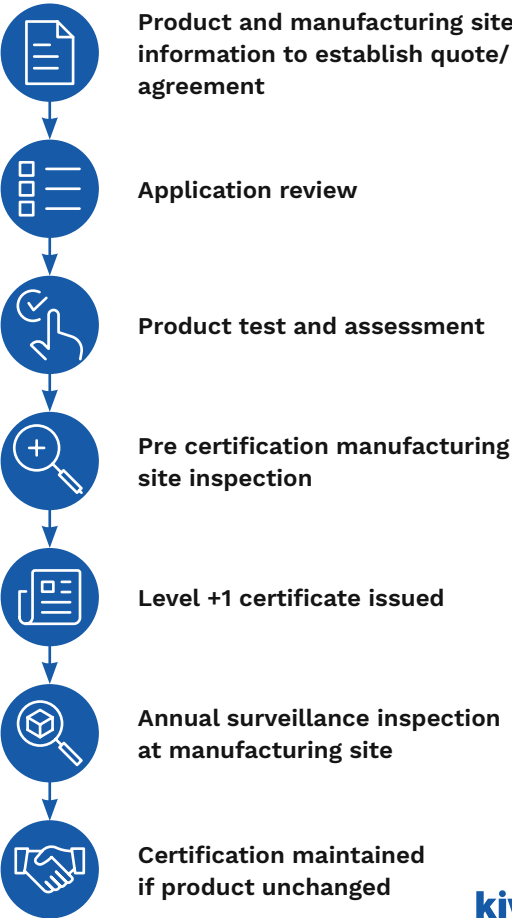 Product and manufacturing site
information to establish quote/
agreement
Application review
Product test and assessment
Pre certification manufacturing
site inspection
Level +1 certificate issued
Annual surveillance inspection
at manufacturing site
Certification maintained
if product unchanged